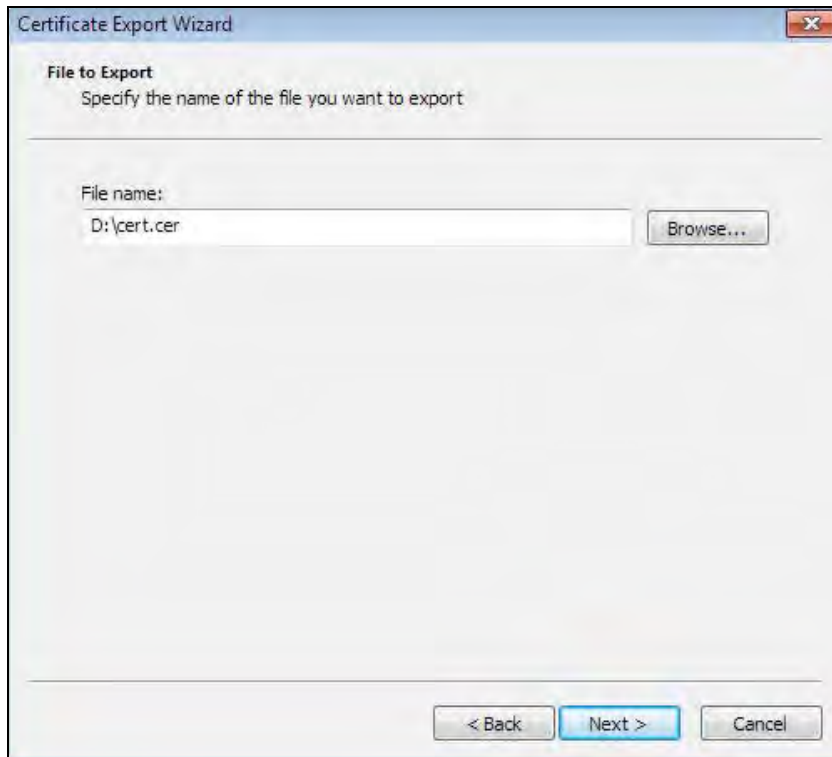 Certificate Export Wizard
File to Export
Specify the name of the file you want to export
File name:
D:\cert.cer
Browse...
< Back
Next >
Cancel